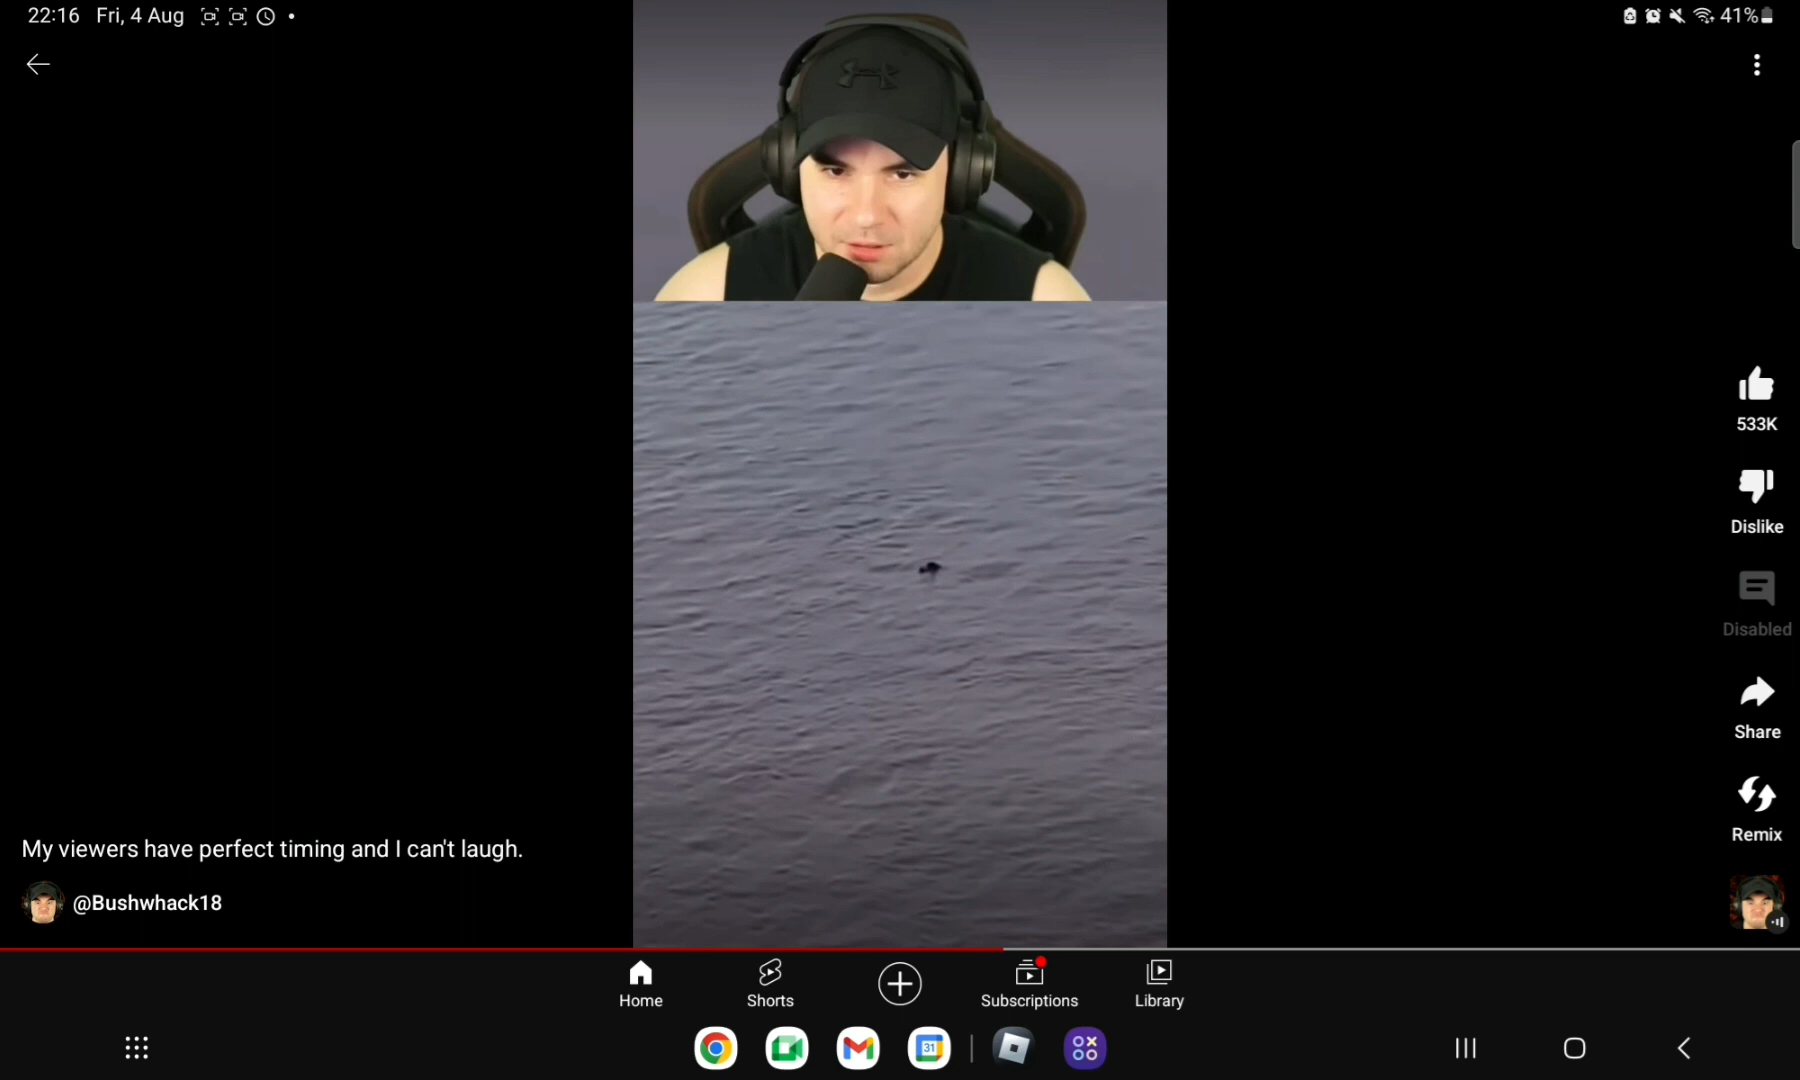 22:16 Fri, 4 Aug
41%
533K
Dislike
Disabled
Share
Remix
My viewers have perfect timing and I can't laugh.
@Bushwhack18
Home
Shorts
Subscriptions
Library
31